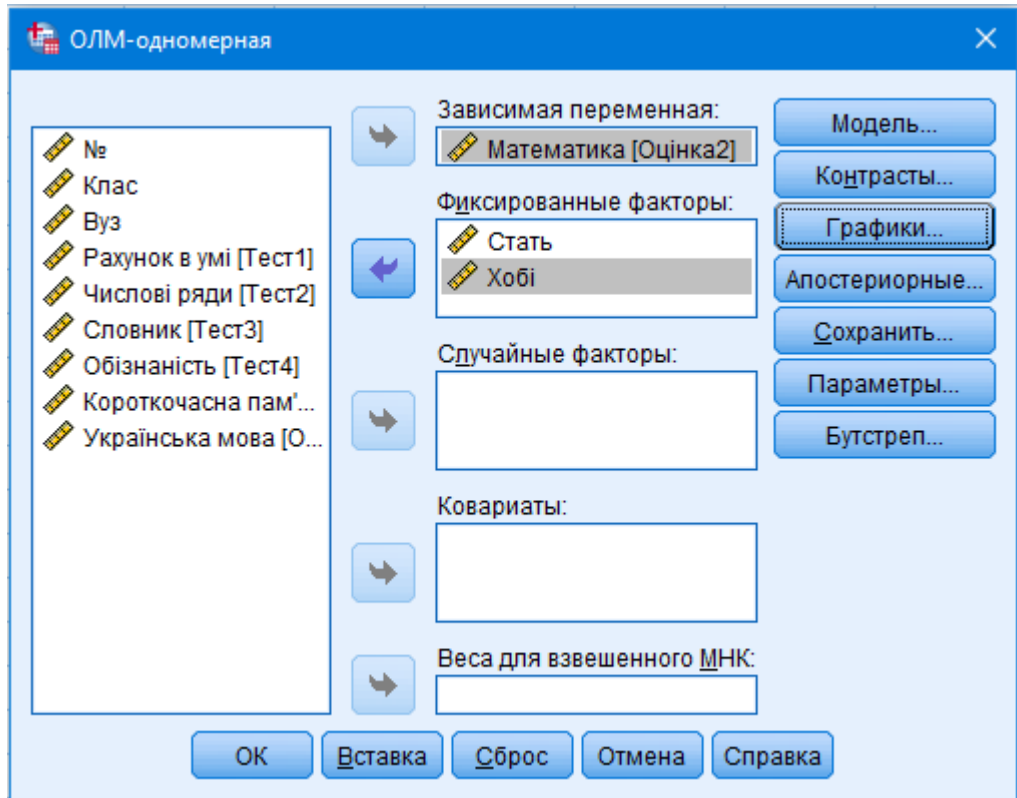 ОЛМ-одномерная
№
Клас
Вуз
Рахунок в умі [Тест1]
Числові ряди [Тест2]
Словник [Тест3]
Обізнаність [Тест4]
Короткочасна пам'...
Українська мова [О...
Зависимая переменная:
Математика [Оцінка2]
Фиксированные факторы:
Стать
Хобі
Случайные факторы:
Ковариаты:
Веса для взвешенного МНК:
Модель...
Контрасты...
Графики...
Апостериорные...
Сохранить...
Параметры...
Бутстреп...
ОК
Вставка
Сброс
Отмена
Справка